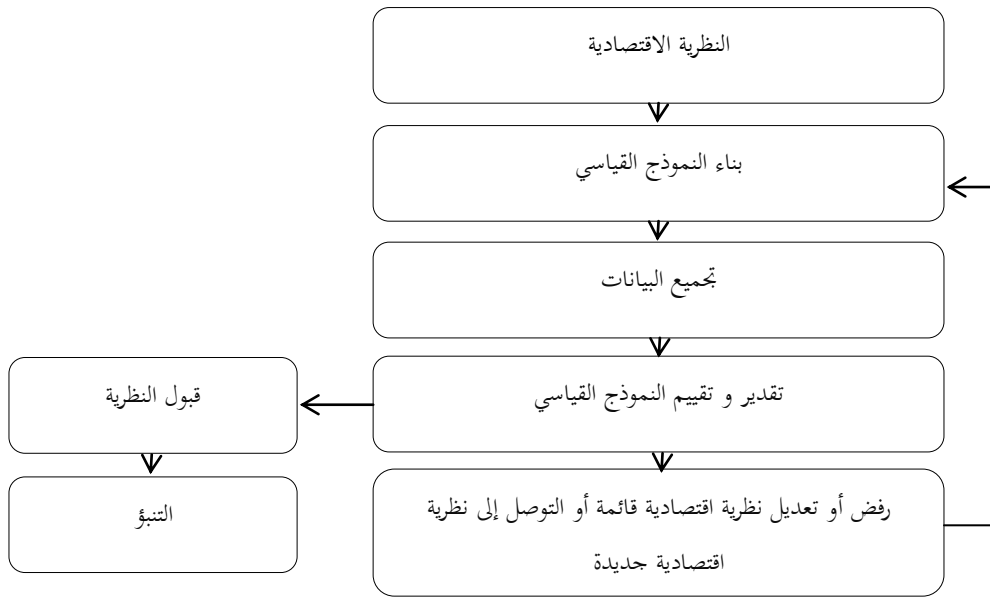 النظرية الاقتصادية
بناء النموذج القياسي
تجميع البيانات
تقدير و تقييم النموذج القياسي
قبول النظرية
رفض أو تعديل نظرية اقتصادية قائمة أو التوصل إلى نظرية
اقتصادية جديدة
التنبؤ